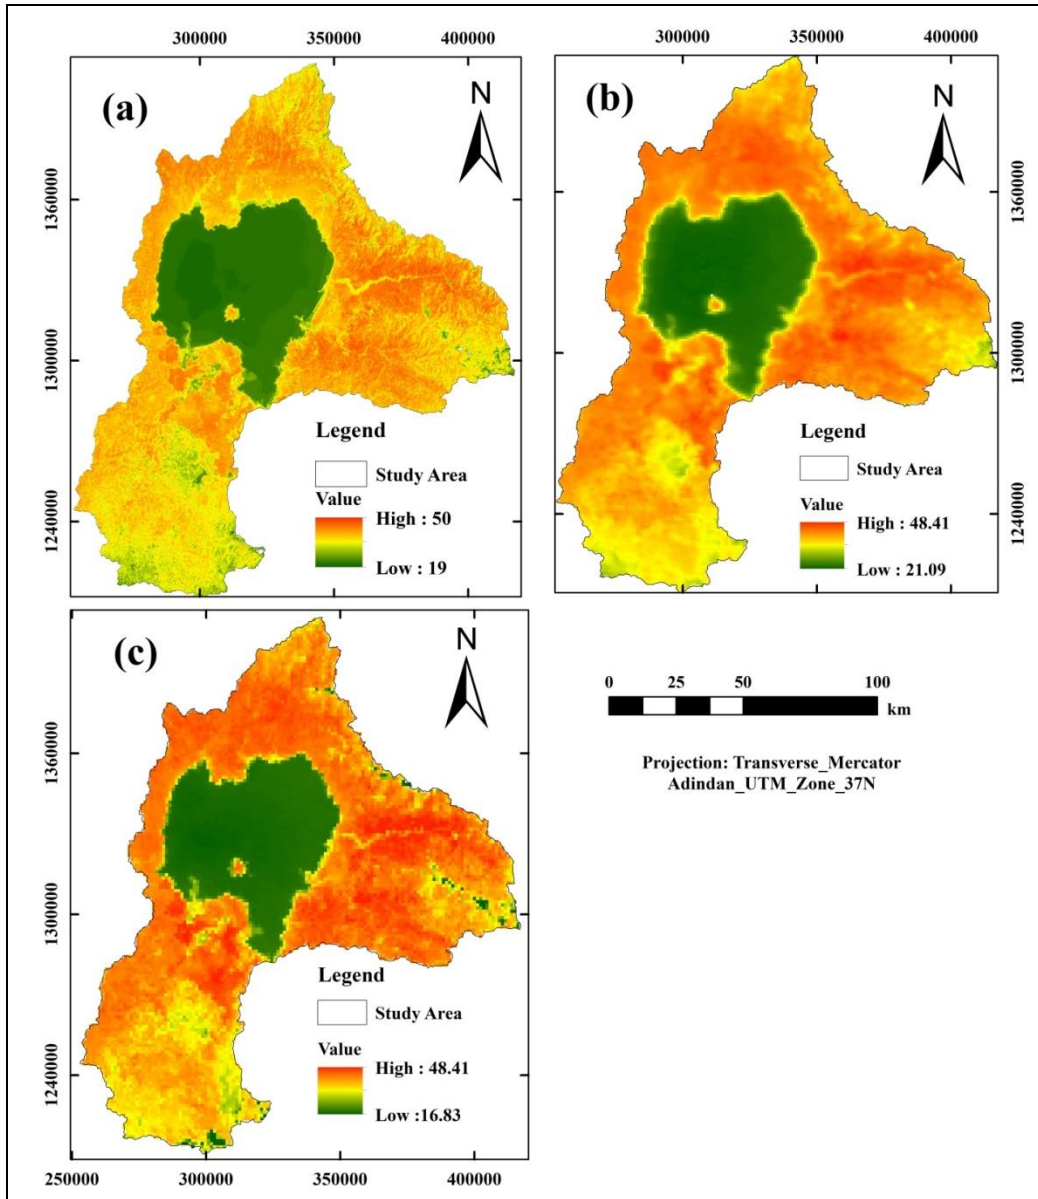 300000 350000 400000
300000 350000 400000
(a)
N
(b)
N
1360000
1300000
1240000
1360000
1300000
1240000
Legend
Study Area
Value
High : 50
Low : 19
Legend
Study Area
Value
High : 48.41
Low : 21.09
(c)
N
1360000
1300000
1240000
Legend
Study Area
Value
High : 48.41
Low :16.83
250000 300000 350000 400000
0 25 50 100
km
Projection: Transverse_Mercator
Adindan_UTM_Zone_37N